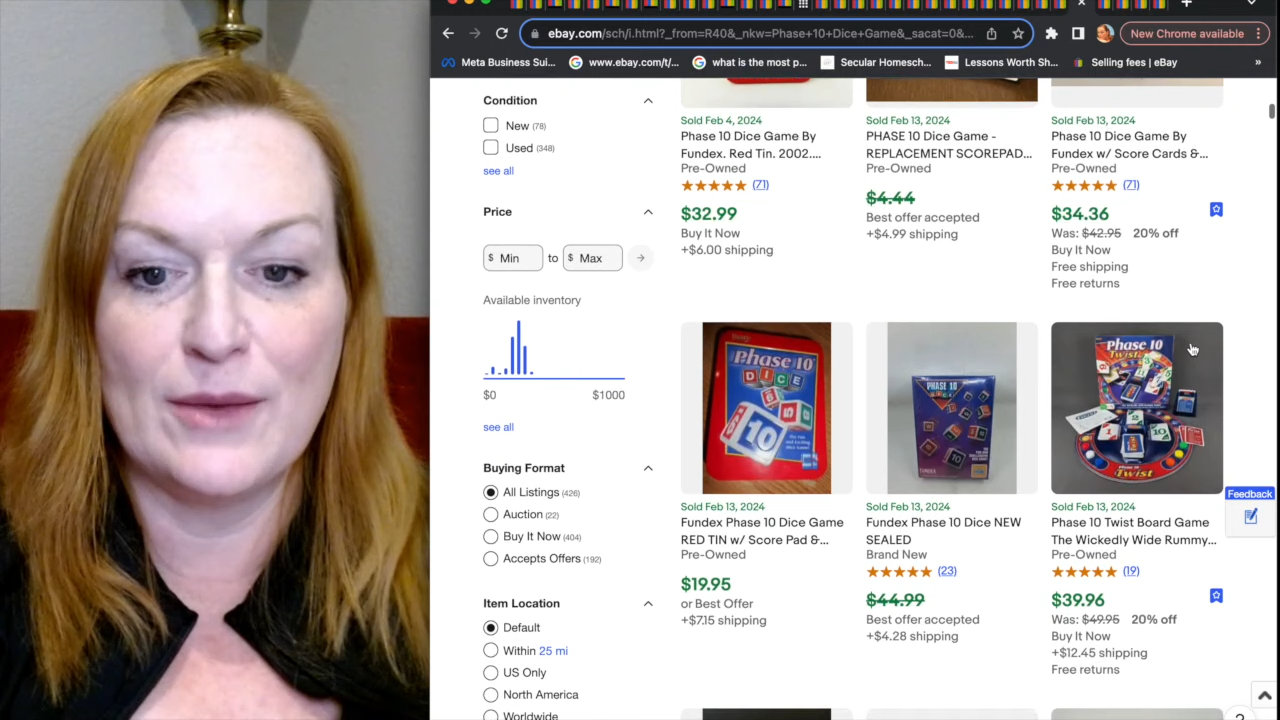 ebay.com/sch/i.html?_from=R40&_nkw=Phase+10+Dice+Game&_sacat=0&...
New Chrome available
Meta Business Sui...
www.ebay.com/t/...
what is the most p...
Secular Homesch...
Lessons Worth Sh...
Selling fees | eBay
»
Condition
New (78)
Used (348)
see all
Price
$ Min to $ Max
Available inventory
$0 $1000
see all
Buying Format
All Listings (426)
Auction (22)
Buy It Now (404)
Accepts Offers (192)
Item Location
Default
Within 25 mi
US Only
North America
Worldwide
Sold Feb 4, 2024
Phase 10 Dice Game By
Fundex. Red Tin. 2002....
Pre-Owned
(71)
$32.99
Buy It Now
+$6.00 shipping
Sold Feb 13, 2024
PHASE 10 Dice Game -
REPLACEMENT SCOREPAD...
Pre-Owned
$4.44
Best offer accepted
+$4.99 shipping
Sold Feb 13, 2024
Phase 10 Dice Game By
Fundex w/ Score Cards &...
Pre-Owned
(71)
$34.36
Was: $42.95 20% off
Buy It Now
Free shipping
Free returns
Phase 10
DICE
10
Sold Feb 13, 2024
Fundex Phase 10 Dice Game
RED TIN w/ Score Pad &...
Pre-Owned
$19.95
or Best Offer
+$7.15 shipping
PHASE 10
Sold Feb 13, 2024
Fundex Phase 10 Dice NEW
SEALED
Brand New
(23)
$44.99
Best offer accepted
+$4.28 shipping
Phase 10
Twist
Phase 10
Twist
Sold Feb 13, 2024
Phase 10 Twist Board Game
The Wickedly Wide Rummy...
Pre-Owned
(19)
$39.96
Was: $49.95 20% off
Buy It Now
+$12.45 shipping
Free returns
Feedback